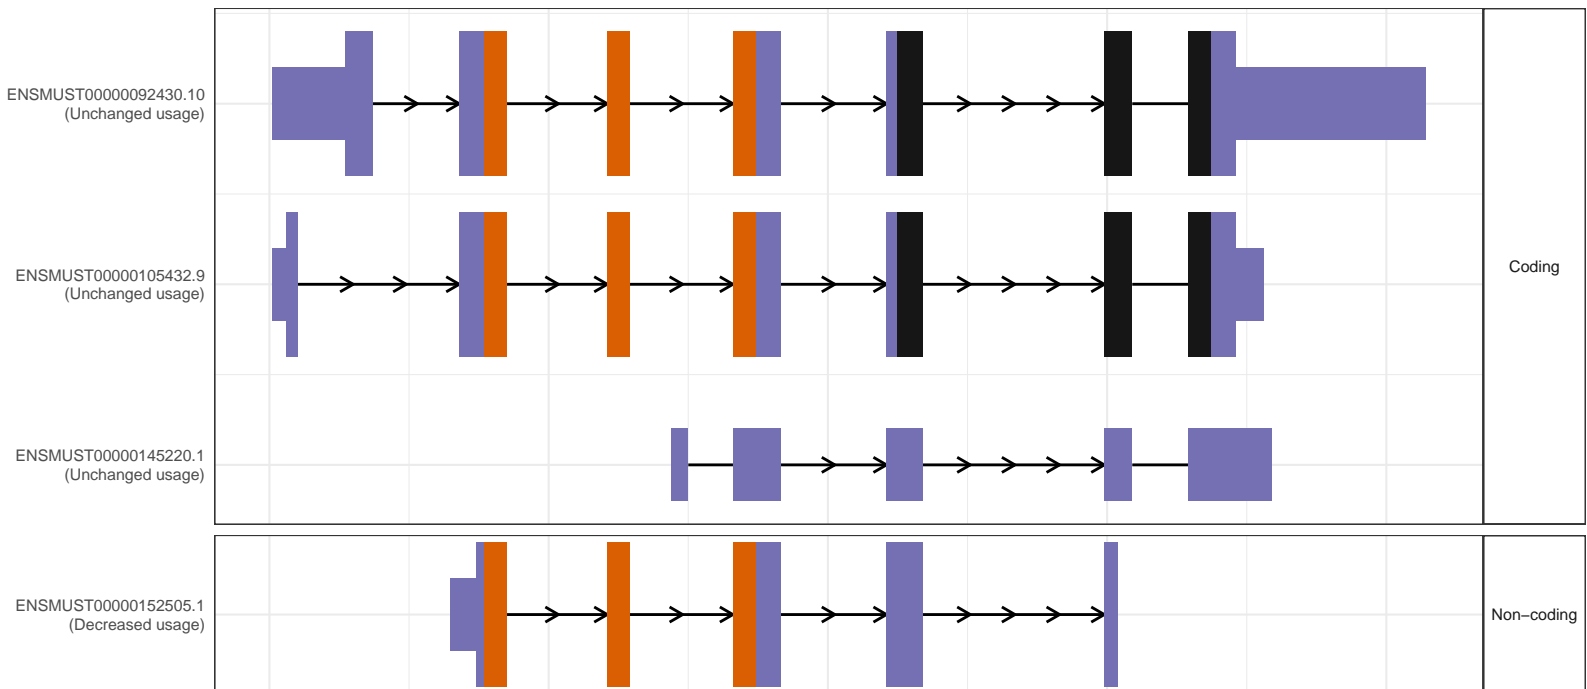 ENSMUST00000092430.10
(Unchanged usage)
ENSMUST00000105432.9
(Unchanged usage)
Coding
ENSMUST00000145220.1
(Unchanged usage)
ENSMUST00000152505.1
(Decreased usage)
Non−coding